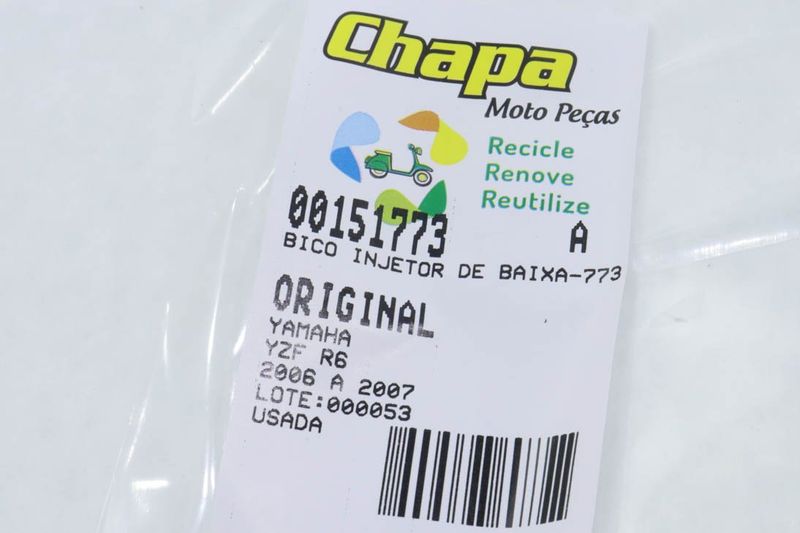 Chapa
Moto Peças
Recicle
Renove
Reutilize
00151773 A
BICO INJETOR DE BAIXA-773
ORIGINAL
YAMAHA
YZF R6
2006 A 2007
LOTE:000053
USADA